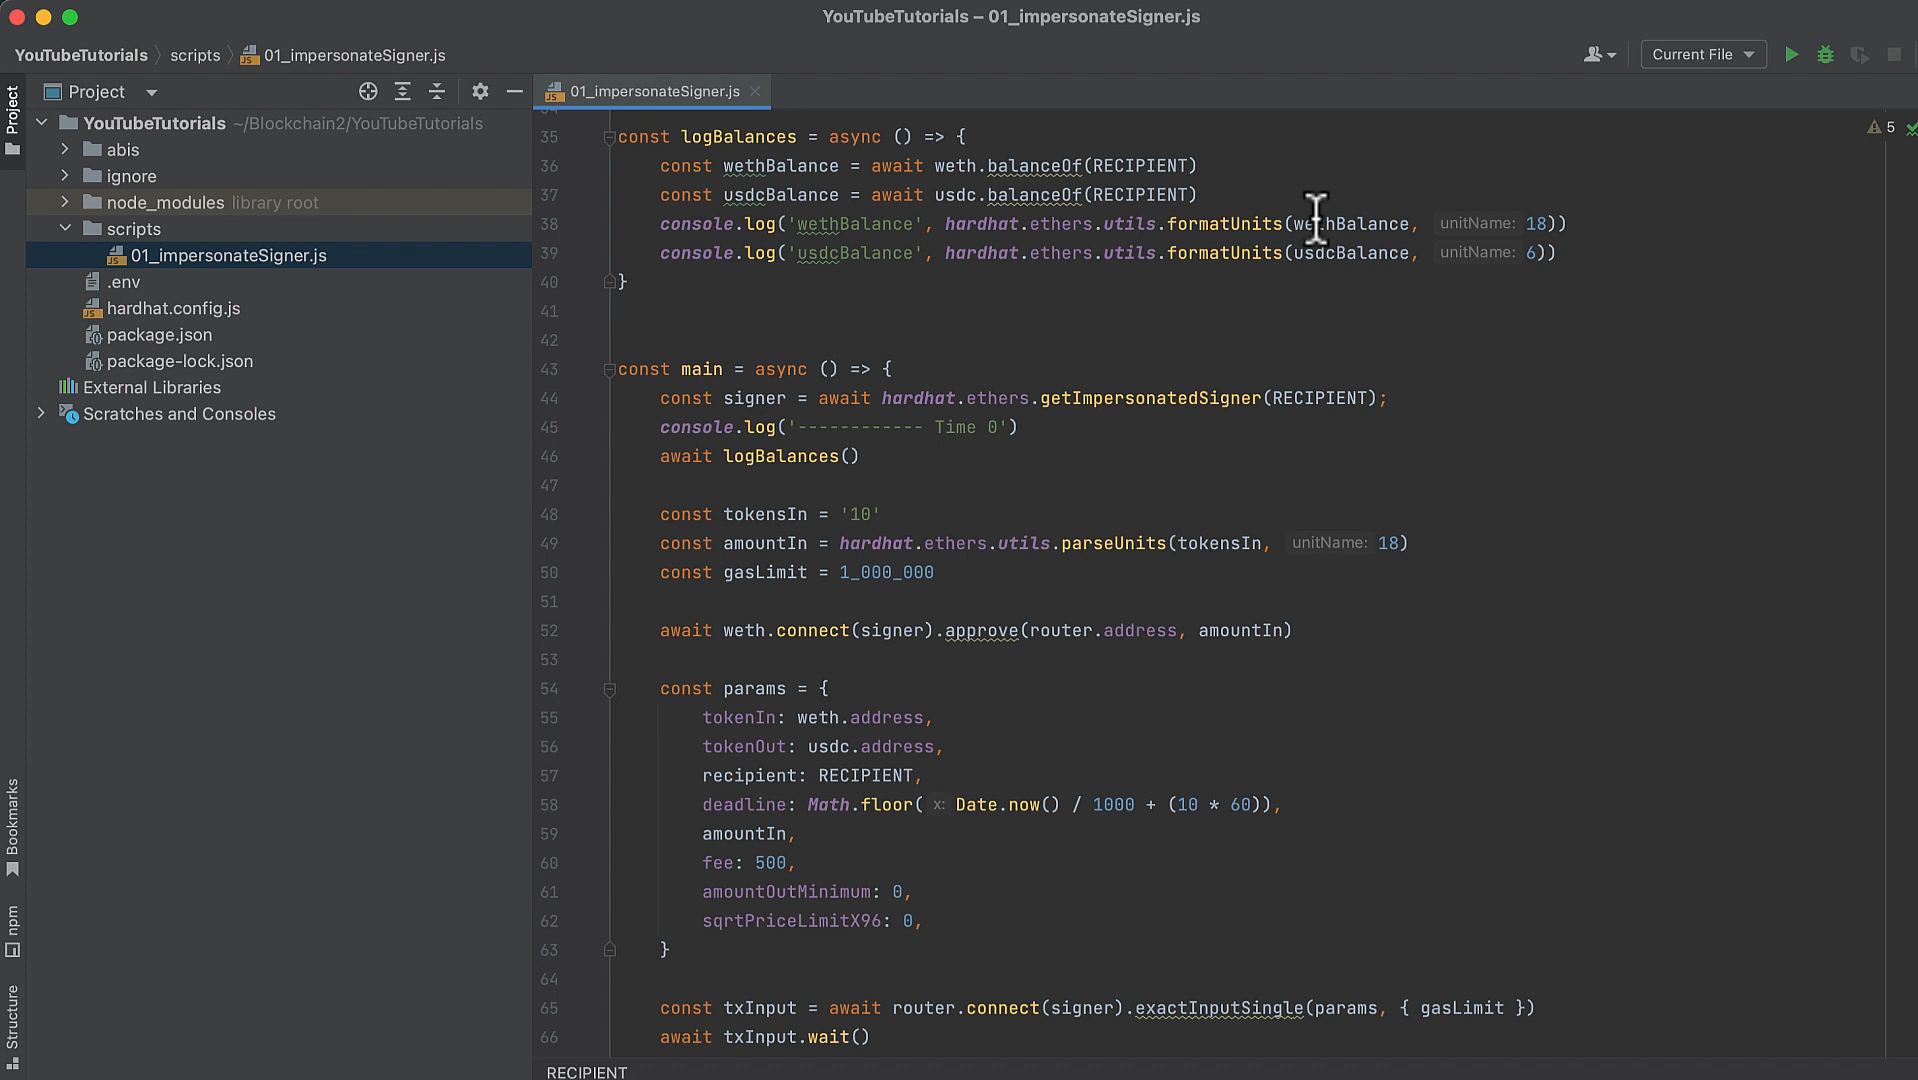 YouTubeTutorials – 01_impersonateSigner.js
YouTubeTutorials
scripts
01_impersonateSigner.js
Current File
Project
Project
01_impersonateSigner.js
YouTubeTutorials ~/Blockchain2/YouTubeTutorials
abis
ignore
node_modules library root
scripts
01_impersonateSigner.js
.env
hardhat.config.js
package.json
package-lock.json
External Libraries
Scratches and Consoles
Bookmarks
npm
Structure
5
35 const logBalances = async () => {
36 const wethBalance = await weth.balanceOf(RECIPIENT)
37 const usdcBalance = await usdc.balanceOf(RECIPIENT)
38 console.log('wethBalance', hardhat.ethers.utils.formatUnits(wethBalance, unitName: 18))
39 console.log('usdcBalance', hardhat.ethers.utils.formatUnits(usdcBalance, unitName: 6))
40 }
41
42
43 const main = async () => {
44 const signer = await hardhat.ethers.getImpersonatedSigner(RECIPIENT);
45 console.log('------------ Time 0')
46 await logBalances()
47
48 const tokensIn = '10'
49 const amountIn = hardhat.ethers.utils.parseUnits(tokensIn, unitName: 18)
50 const gasLimit = 1_000_000
51
52 await weth.connect(signer).approve(router.address, amountIn)
53
54 const params = {
55 tokenIn: weth.address,
56 tokenOut: usdc.address,
57 recipient: RECIPIENT,
58 deadline: Math.floor( x: Date.now() / 1000 + (10 * 60)),
59 amountIn,
60 fee: 500,
61 amountOutMinimum: 0,
62 sqrtPriceLimitX96: 0,
63 }
64
65 const txInput = await router.connect(signer).exactInputSingle(params, { gasLimit })
66 await txInput.wait()
RECIPIENT